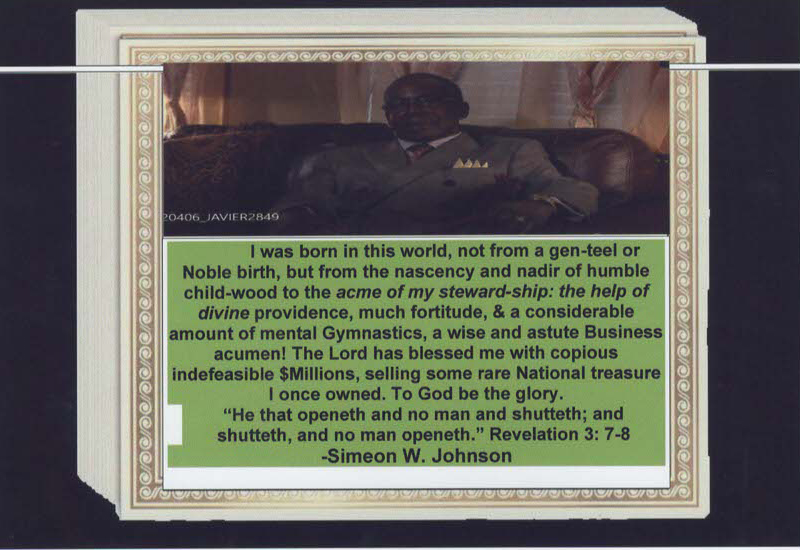 20406_JAVIER2849
I was born in this world, not from a gen-teel or
Noble birth, but from the nascency and nadir of humble
child-wood to the acme of my steward-ship: the help of
divine providence, much fortitude, & a considerable
amount of mental Gymnastics, a wise and astute Business
acumen! The Lord has blessed me with copious
indefeasible $Millions, selling some rare National treasure
I once owned. To God be the glory.
“He that openeth and no man and shutteth; and
shutteth, and no man openeth.” Revelation 3: 7-8
-Simeon W. Johnson